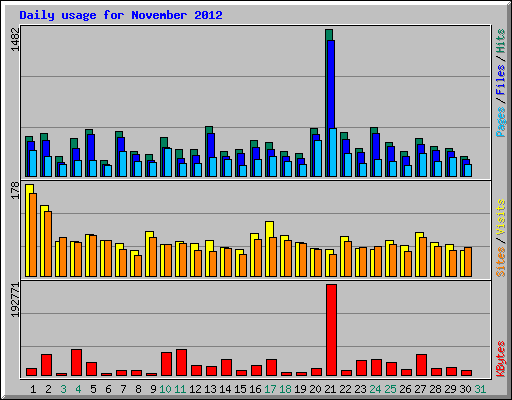 Daily usage for November 2012
1482
Pages / Files / Hits
178
Sites / Visits
192771
KBytes
1 2 3 4 5 6 7 8 9 10 11 12 13 14 15 16 17 18 19 20 21 22 23 24 25 26 27 28 29 30 31